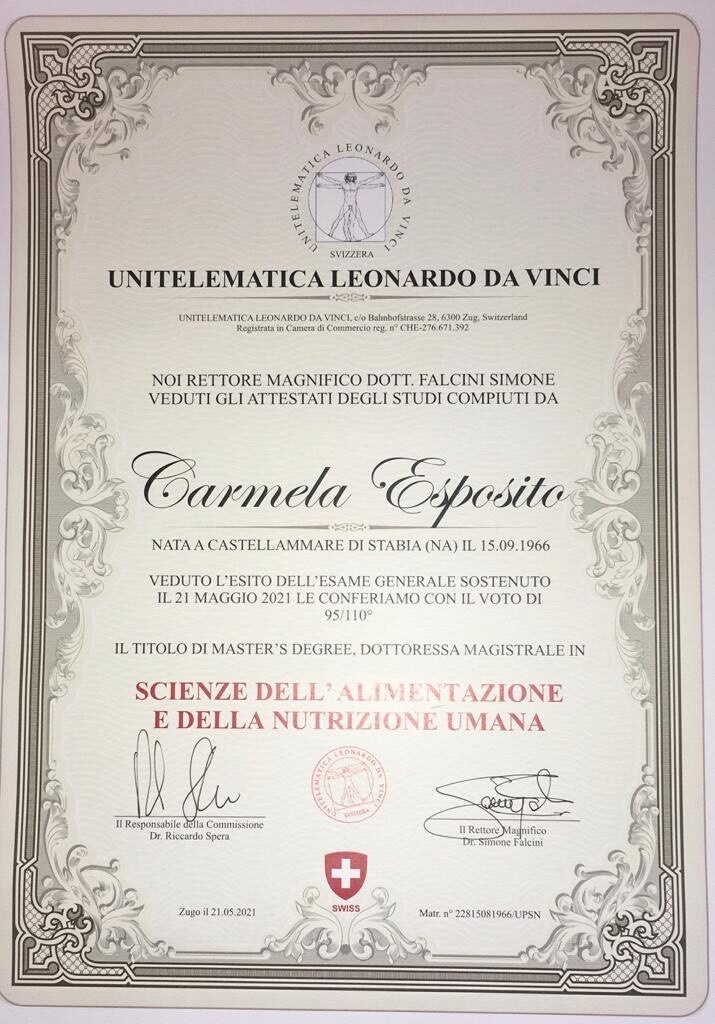 UNITELEMATICA LEONARDO DA VINCI
SVIZZERA
UNITELEMATICA LEONARDO DA VINCI
UNITELEMATICA LEONARDO DA VINCI, c/o Bahnhofstrasse 28, 6300 Zug, Switzerland
Registrata in Camera di Commercio reg. n° CHE-276.671.392
NOI RETTORE MAGNIFICO DOTT. FALCINI SIMONE
VEDUTI GLI ATTESTATI DEGLI STUDI COMPIUTI DA
Carmela Esposito
NATA A CASTELLAMMARE DI STABIA (NA) IL 15.09.1966
VEDUTO L'ESITO DELL'ESAME GENERALE SOSTENUTO
IL 21 MAGGIO 2021 LE CONFERIAMO CON IL VOTO DI
95/110°
IL TITOLO DI MASTER'S DEGREE, DOTTORESSA MAGISTRALE IN
SCIENZE DELL'ALIMENTAZIONE
E DELLA NUTRIZIONE UMANA
UNITELEMATICA LEONARDO DA VINCI
SVIZZERA
Il Responsabile della Commissione
Dr. Riccardo Spera
Il Rettore Magnifico
Dr. Simone Falcini
SWISS
Zugo il 21.05.2021
Matr. n° 22815081966/UPSN